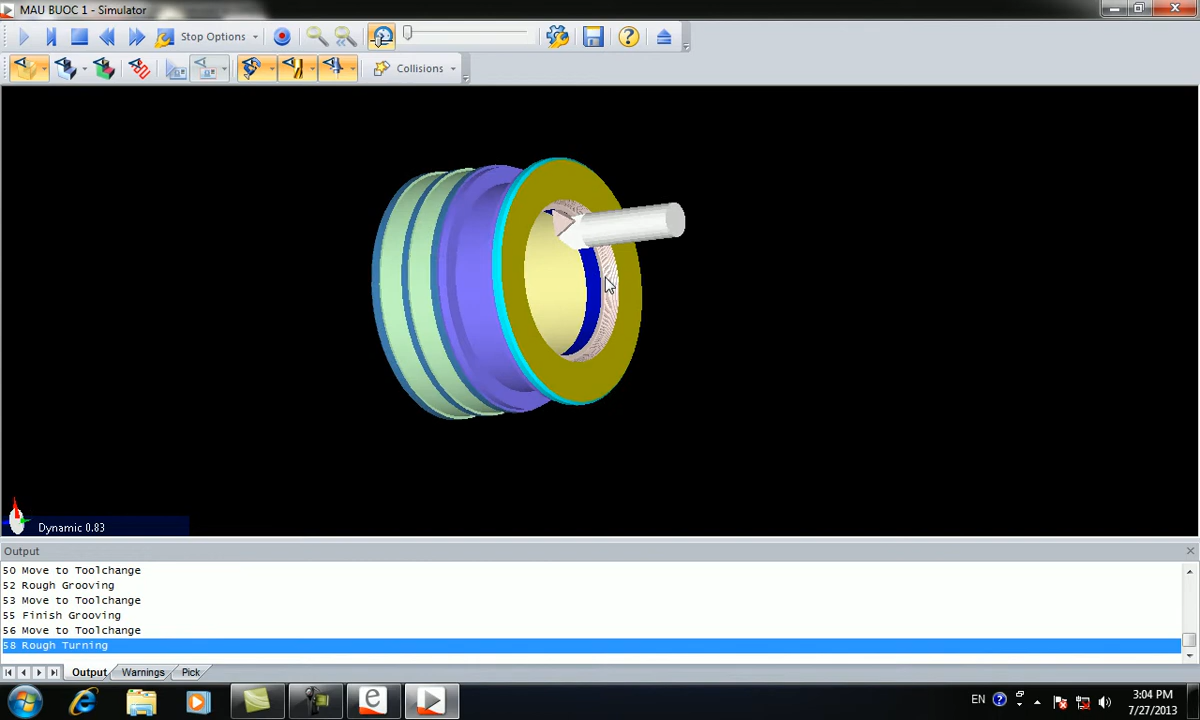 MAU BUOC 1 - Simulator
Stop Options
Collisions
Dynamic 0.83
Output
50 Move to Toolchange
52 Rough Grooving
53 Move to Toolchange
55 Finish Grooving
56 Move to Toolchange
58 Rough Turning
Output Warnings Pick
EN
3:04 PM
7/27/2013